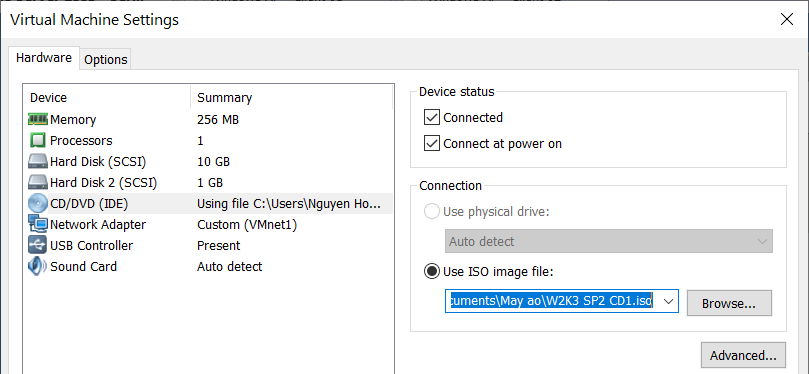 Virtual Machine Settings
Hardware Options
Device Summary
Memory 256 MB
Processors 1
Hard Disk (SCSI) 10 GB
Hard Disk 2 (SCSI) 1 GB
CD/DVD (IDE) Using file C:\Users\Nguyen Ho...
Network Adapter Custom (VMnet1)
USB Controller Present
Sound Card Auto detect
Device status
Connected
Connect at power on
Connection
Use physical drive:
Auto detect
Use ISO image file:
cuments\May ao\W2K3 SP2 CD1.iso
Browse...
Advanced...